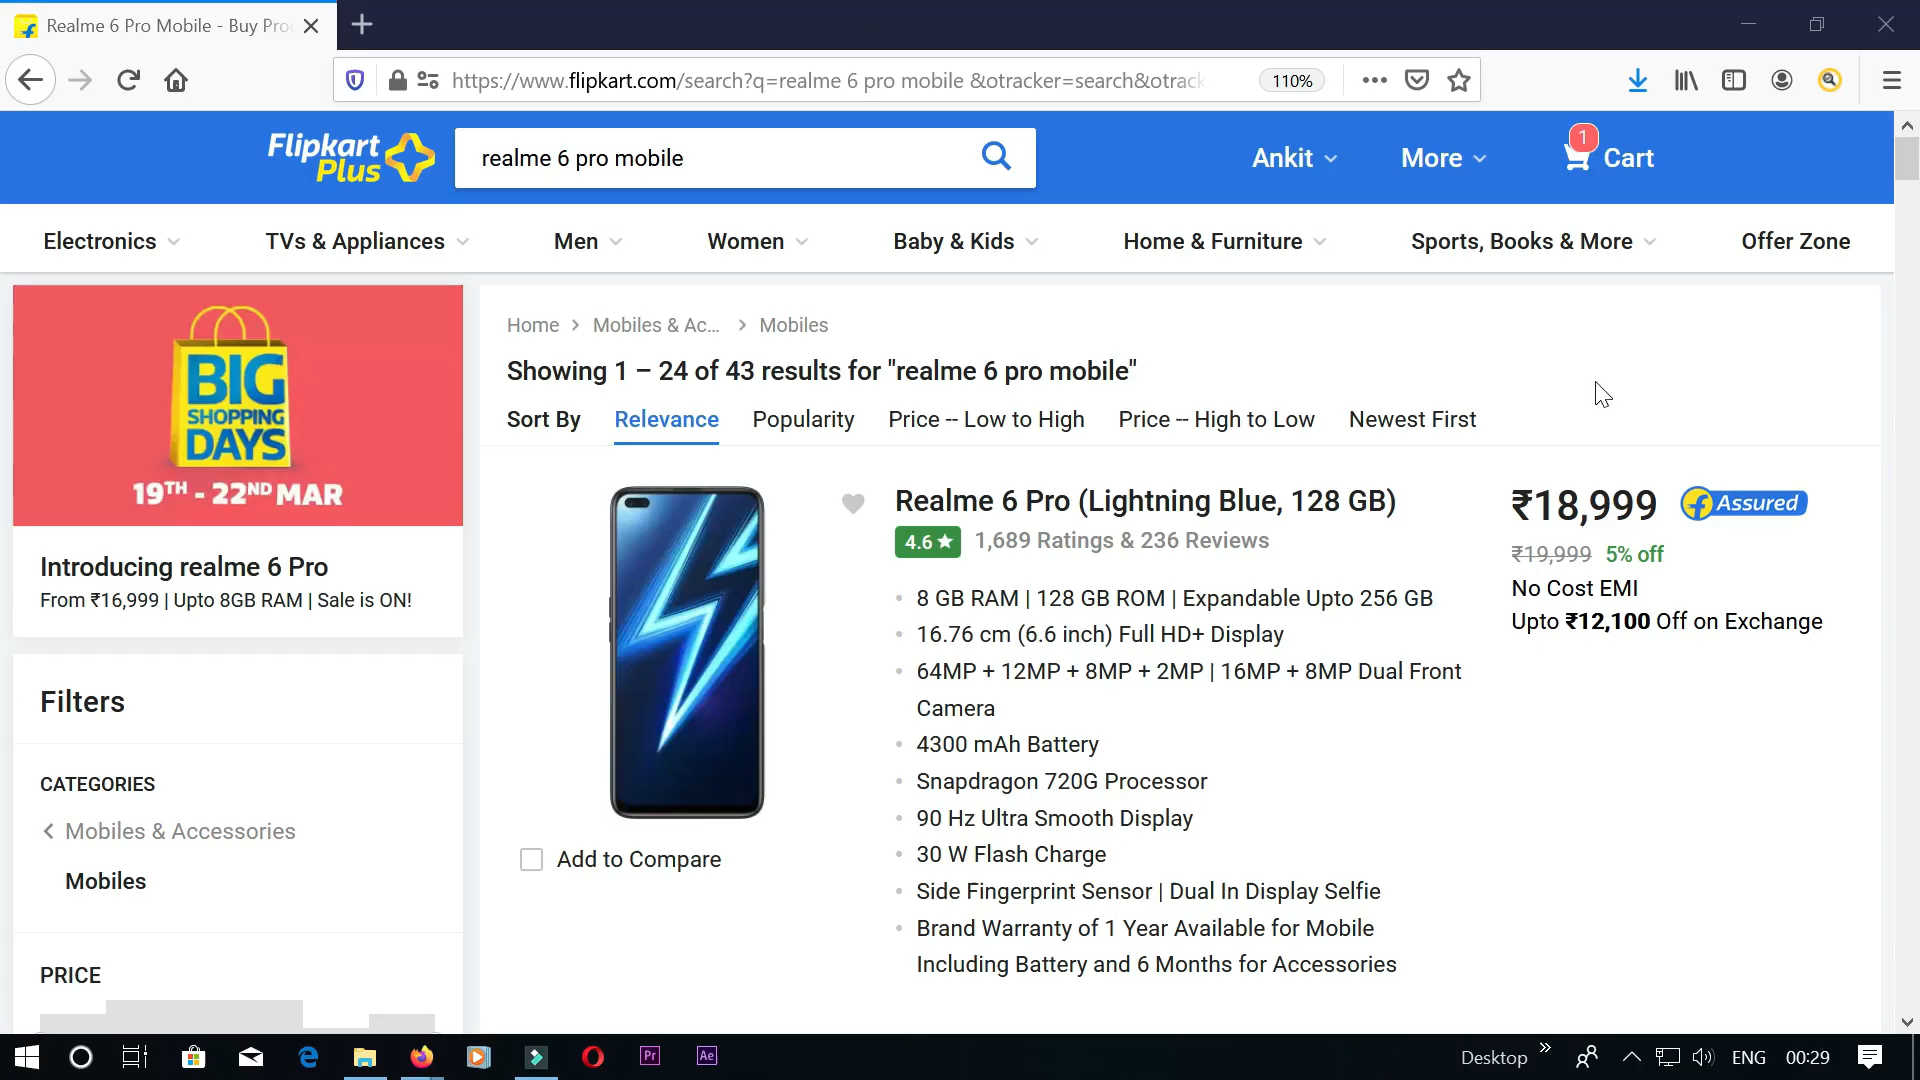 Realme 6 Pro Mobile - Buy Proc
https://www.flipkart.com/search?q=realme 6 pro mobile &otracker=search&otrack
110%
Flipkart
Plus
realme 6 pro mobile
Ankit
More
1
Cart
Electronics
TVs & Appliances
Men
Women
Baby & Kids
Home & Furniture
Sports, Books & More
Offer Zone
BIG
SHOPPING
DAYS
19TH - 22ND MAR
Introducing realme 6 Pro
From ₹16,999 | Upto 8GB RAM | Sale is ON!
Filters
CATEGORIES
Mobiles & Accessories
Mobiles
PRICE
Home
Mobiles & Ac...
Mobiles
Showing 1 – 24 of 43 results for "realme 6 pro mobile"
Sort By
Relevance
Popularity
Price -- Low to High
Price -- High to Low
Newest First
Add to Compare
Realme 6 Pro (Lightning Blue, 128 GB)
4.6 ★
1,689 Ratings & 236 Reviews
8 GB RAM | 128 GB ROM | Expandable Upto 256 GB
16.76 cm (6.6 inch) Full HD+ Display
64MP + 12MP + 8MP + 2MP | 16MP + 8MP Dual Front
Camera
4300 mAh Battery
Snapdragon 720G Processor
90 Hz Ultra Smooth Display
30 W Flash Charge
Side Fingerprint Sensor | Dual In Display Selfie
Brand Warranty of 1 Year Available for Mobile
Including Battery and 6 Months for Accessories
₹18,999
Assured
₹19,999 5% off
No Cost EMI
Upto ₹12,100 Off on Exchange
Pr
Ae
Desktop
ENG
00:29